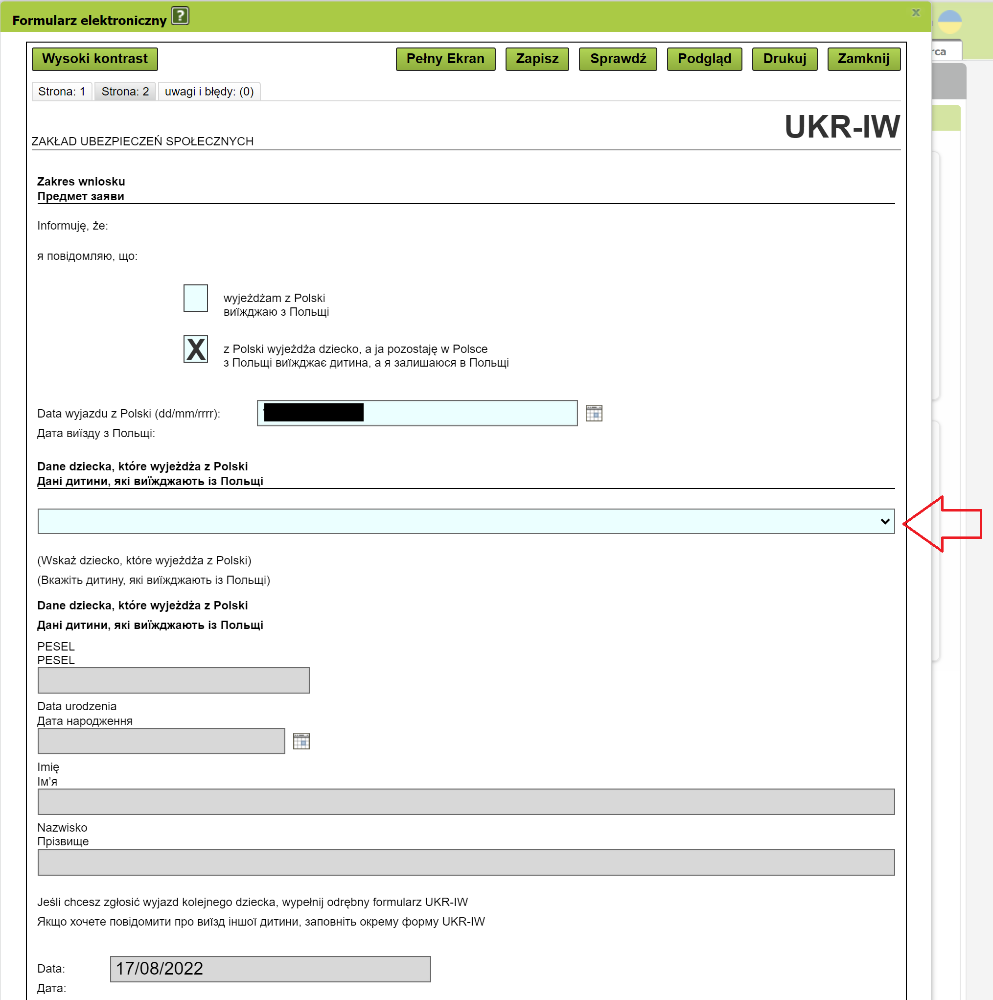 Formularz elektroniczny ?
x
rca
Wysoki kontrast Pełny Ekran Zapisz Sprawdź Podgląd Drukuj Zamknij
Strona: 1 Strona: 2 uwagi i błędy: (0)
UKR-IW
ZAKŁAD UBEZPIECZEŃ SPOŁECZNYCH
Zakres wniosku
Предмет заяви
Informuję, że:
я повідомляю, що:
wyjeżdżam z Polski
виїжджаю з Польщі
X
z Polski wyjeżdża dziecko, a ja pozostaję w Polsce
з Польщі виїжджає дитина, а я залишаюся в Польщі
Data wyjazdu z Polski (dd/mm/rrrr):
Дата виїзду з Польщі:
Dane dziecka, które wyjeżdża z Polski
Дані дитини, які виїжджають із Польщі
(Wskaż dziecko, które wyjeżdża z Polski)
(Вкажіть дитину, які виїжджають із Польщі)
Dane dziecka, które wyjeżdża z Polski
Дані дитини, які виїжджають із Польщі
PESEL
PESEL
Data urodzenia
Дата народження
Imię
Ім’я
Nazwisko
Прізвище
Jeśli chcesz zgłosić wyjazd kolejnego dziecka, wypełnij odrębny formularz UKR-IW
Якщо хочете повідомити про виїзд іншої дитини, заповніть окрему форму UKR-IW
Data: 17/08/2022
Дата: